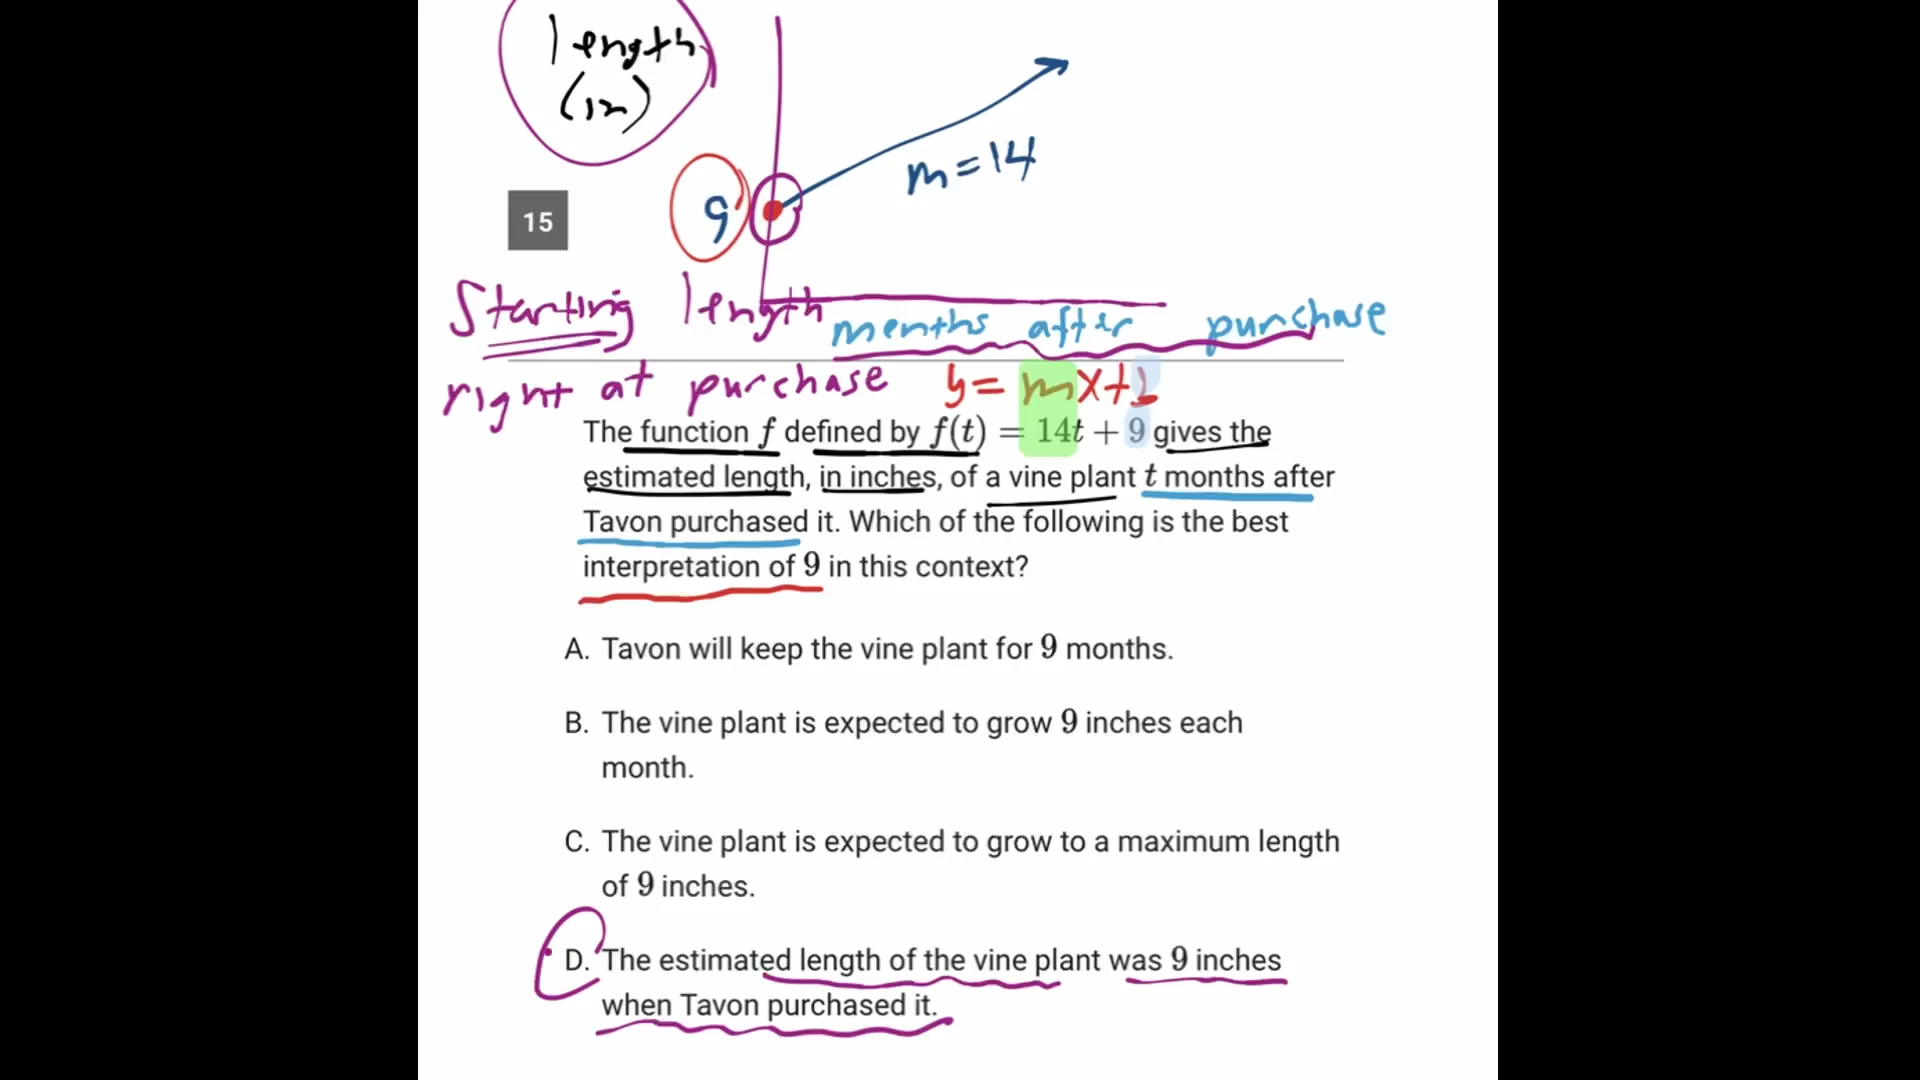 length
(in)
m=14
9
15
Starting length
months after purchase
right at purchase y=mx+
The function f defined by f(t) = 14t + 9 gives the
estimated length, in inches, of a vine plant t months after
Tavon purchased it. Which of the following is the best
interpretation of 9 in this context?
A. Tavon will keep the vine plant for 9 months.
B. The vine plant is expected to grow 9 inches each
month.
C. The vine plant is expected to grow to a maximum length
of 9 inches.
D. The estimated length of the vine plant was 9 inches
when Tavon purchased it.